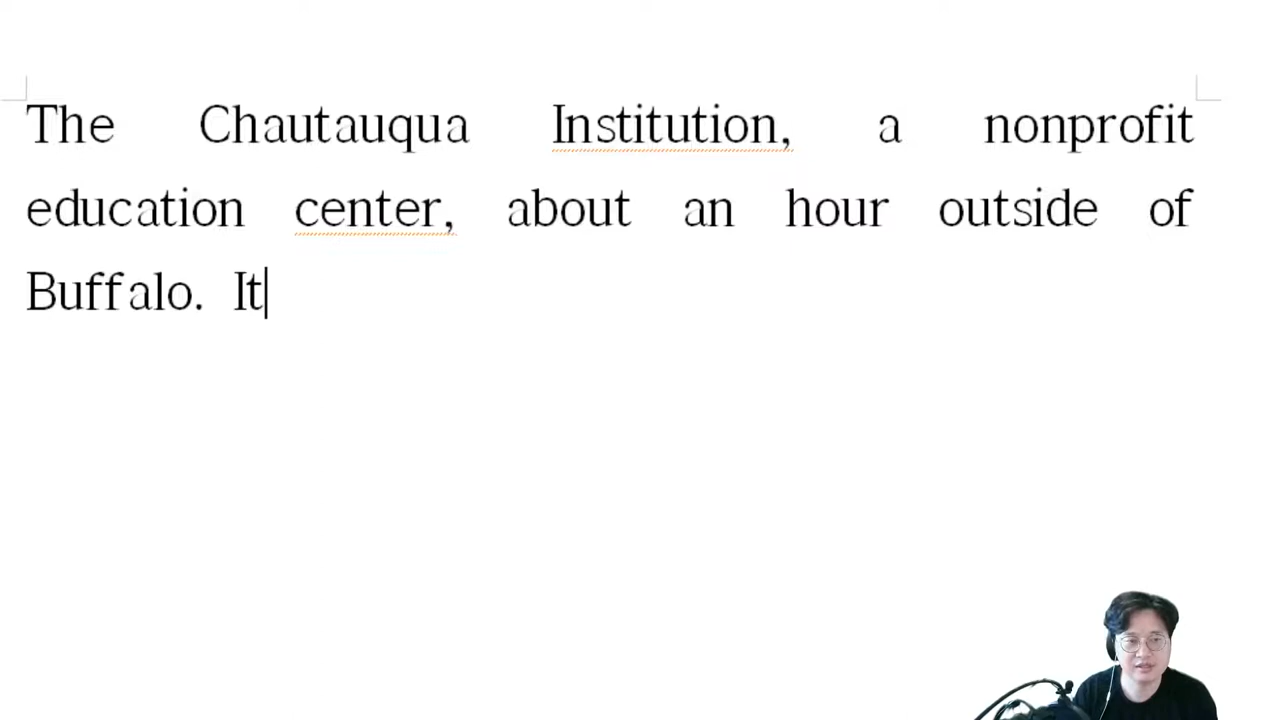 The Chautauqua Institution, a nonprofit
education center, about an hour outside of
Buffalo. It